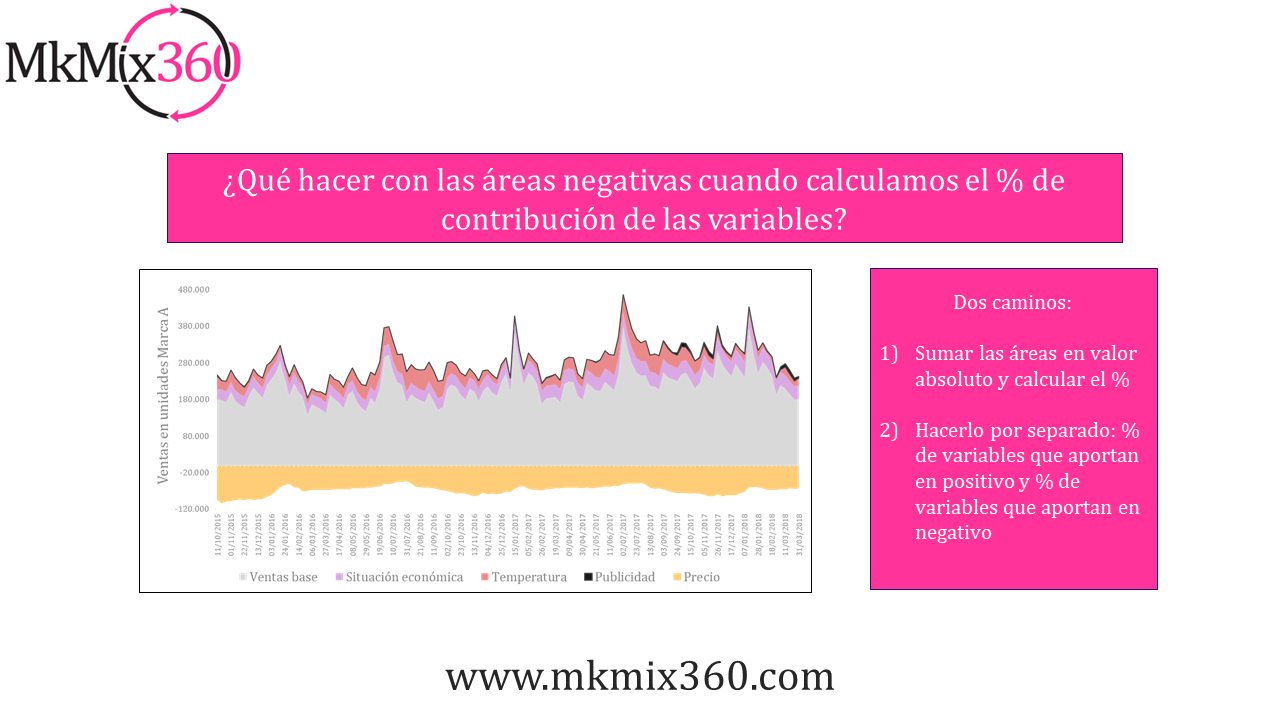 MkMix360
¿Qué hacer con las áreas negativas cuando calculamos el % de
contribución de las variables?
Ventas en unidades Marca A
480.000
380.000
280.000
180.000
80.000
-20.000
-120.000
11/10/2015
01/11/2015
22/11/2015
13/12/2015
03/01/2016
24/01/2016
14/02/2016
06/03/2016
27/03/2016
17/04/2016
08/05/2016
29/05/2016
19/06/2016
10/07/2016
31/07/2016
21/08/2016
11/09/2016
02/10/2016
23/10/2016
13/11/2016
04/12/2016
25/12/2016
15/01/2017
05/02/2017
26/02/2017
19/03/2017
09/04/2017
30/04/2017
21/05/2017
11/06/2017
02/07/2017
23/07/2017
13/08/2017
03/09/2017
24/09/2017
15/10/2017
05/11/2017
26/11/2017
17/12/2017
07/01/2018
28/01/2018
18/02/2018
11/03/2018
31/03/2018
Ventas base
Situación económica
Temperatura
Publicidad
Precio
Dos caminos:
1) Sumar las áreas en valor
absoluto y calcular el %
2) Hacerlo por separado: %
de variables que aportan
en positivo y % de
variables que aportan en
negativo
www.mkmix360.com